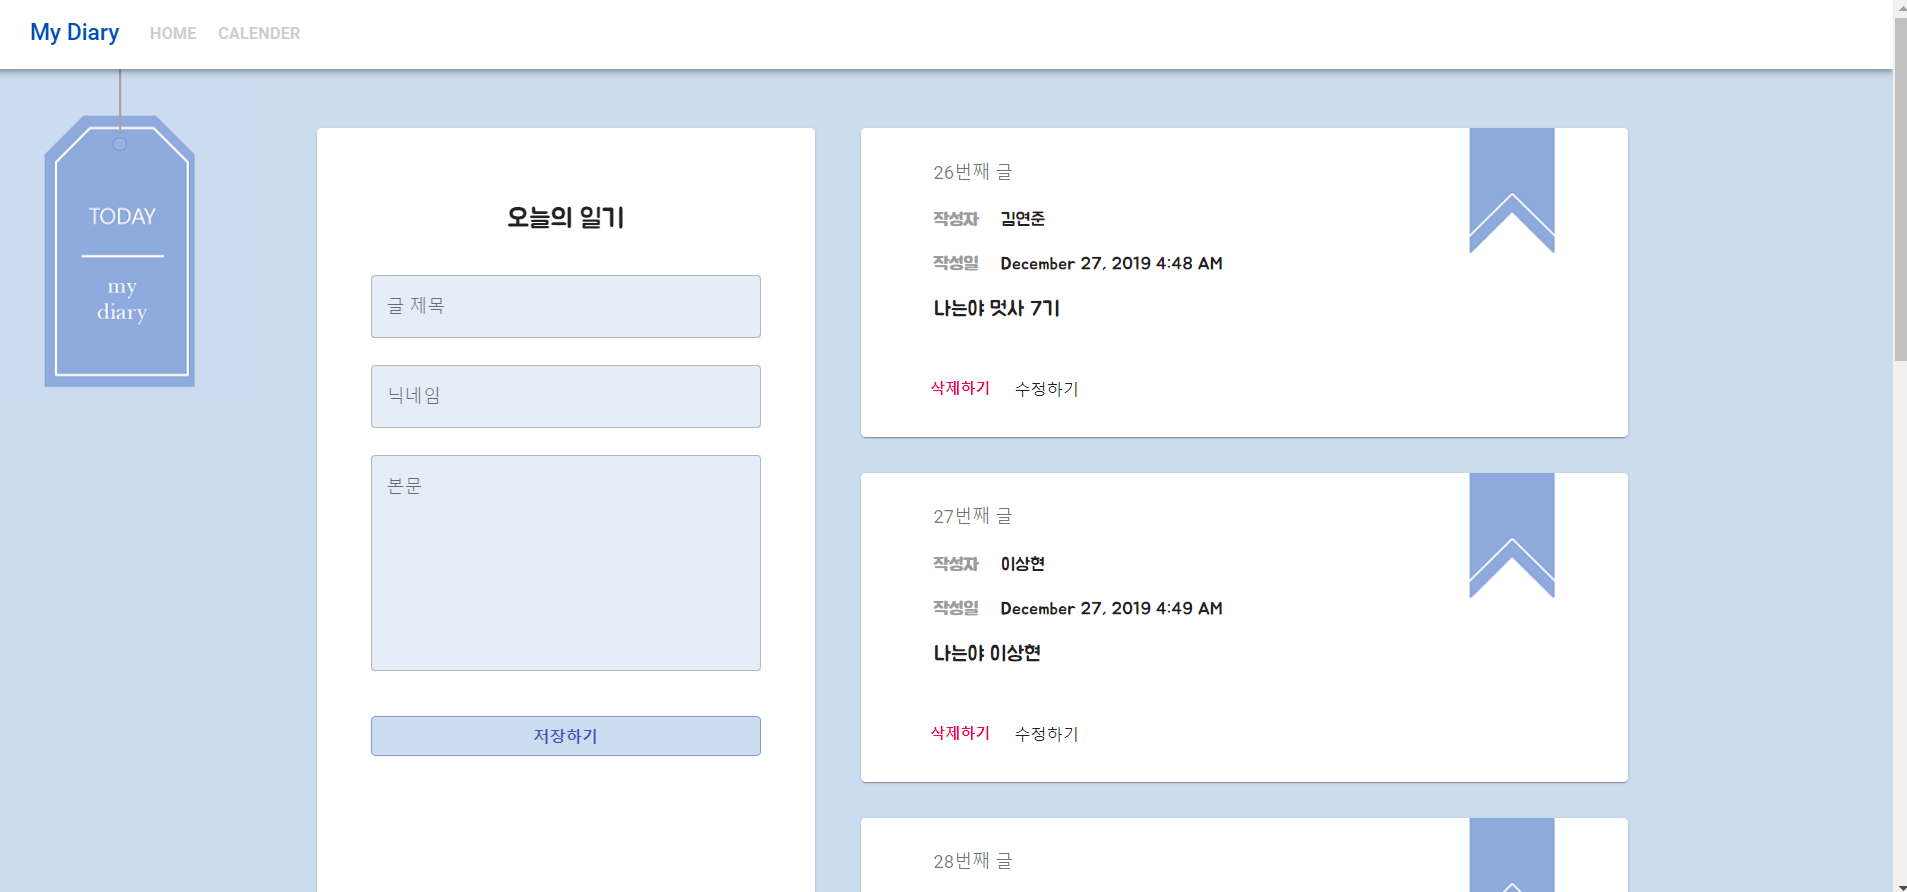 My Diary HOME CALENDER
TODAY
my
diary
오늘의 일기
글 제목
닉네임
본문
저장하기
26번째 글
작성자 김연준
작성일 December 27, 2019 4:48 AM
나는야 멋사 7기
삭제하기 수정하기
27번째 글
작성자 이상현
작성일 December 27, 2019 4:49 AM
나는야 이상현
삭제하기 수정하기
28번째 글